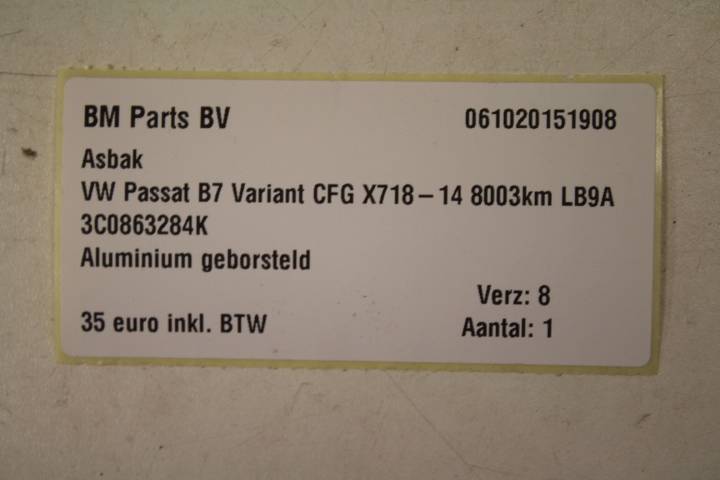 BM Parts BV 061020151908
Asbak
VW Passat B7 Variant CFG X718 – 14 8003km LB9A
3C0863284K
Aluminium geborsteld
Verz: 8
35 euro inkl. BTW Aantal: 1